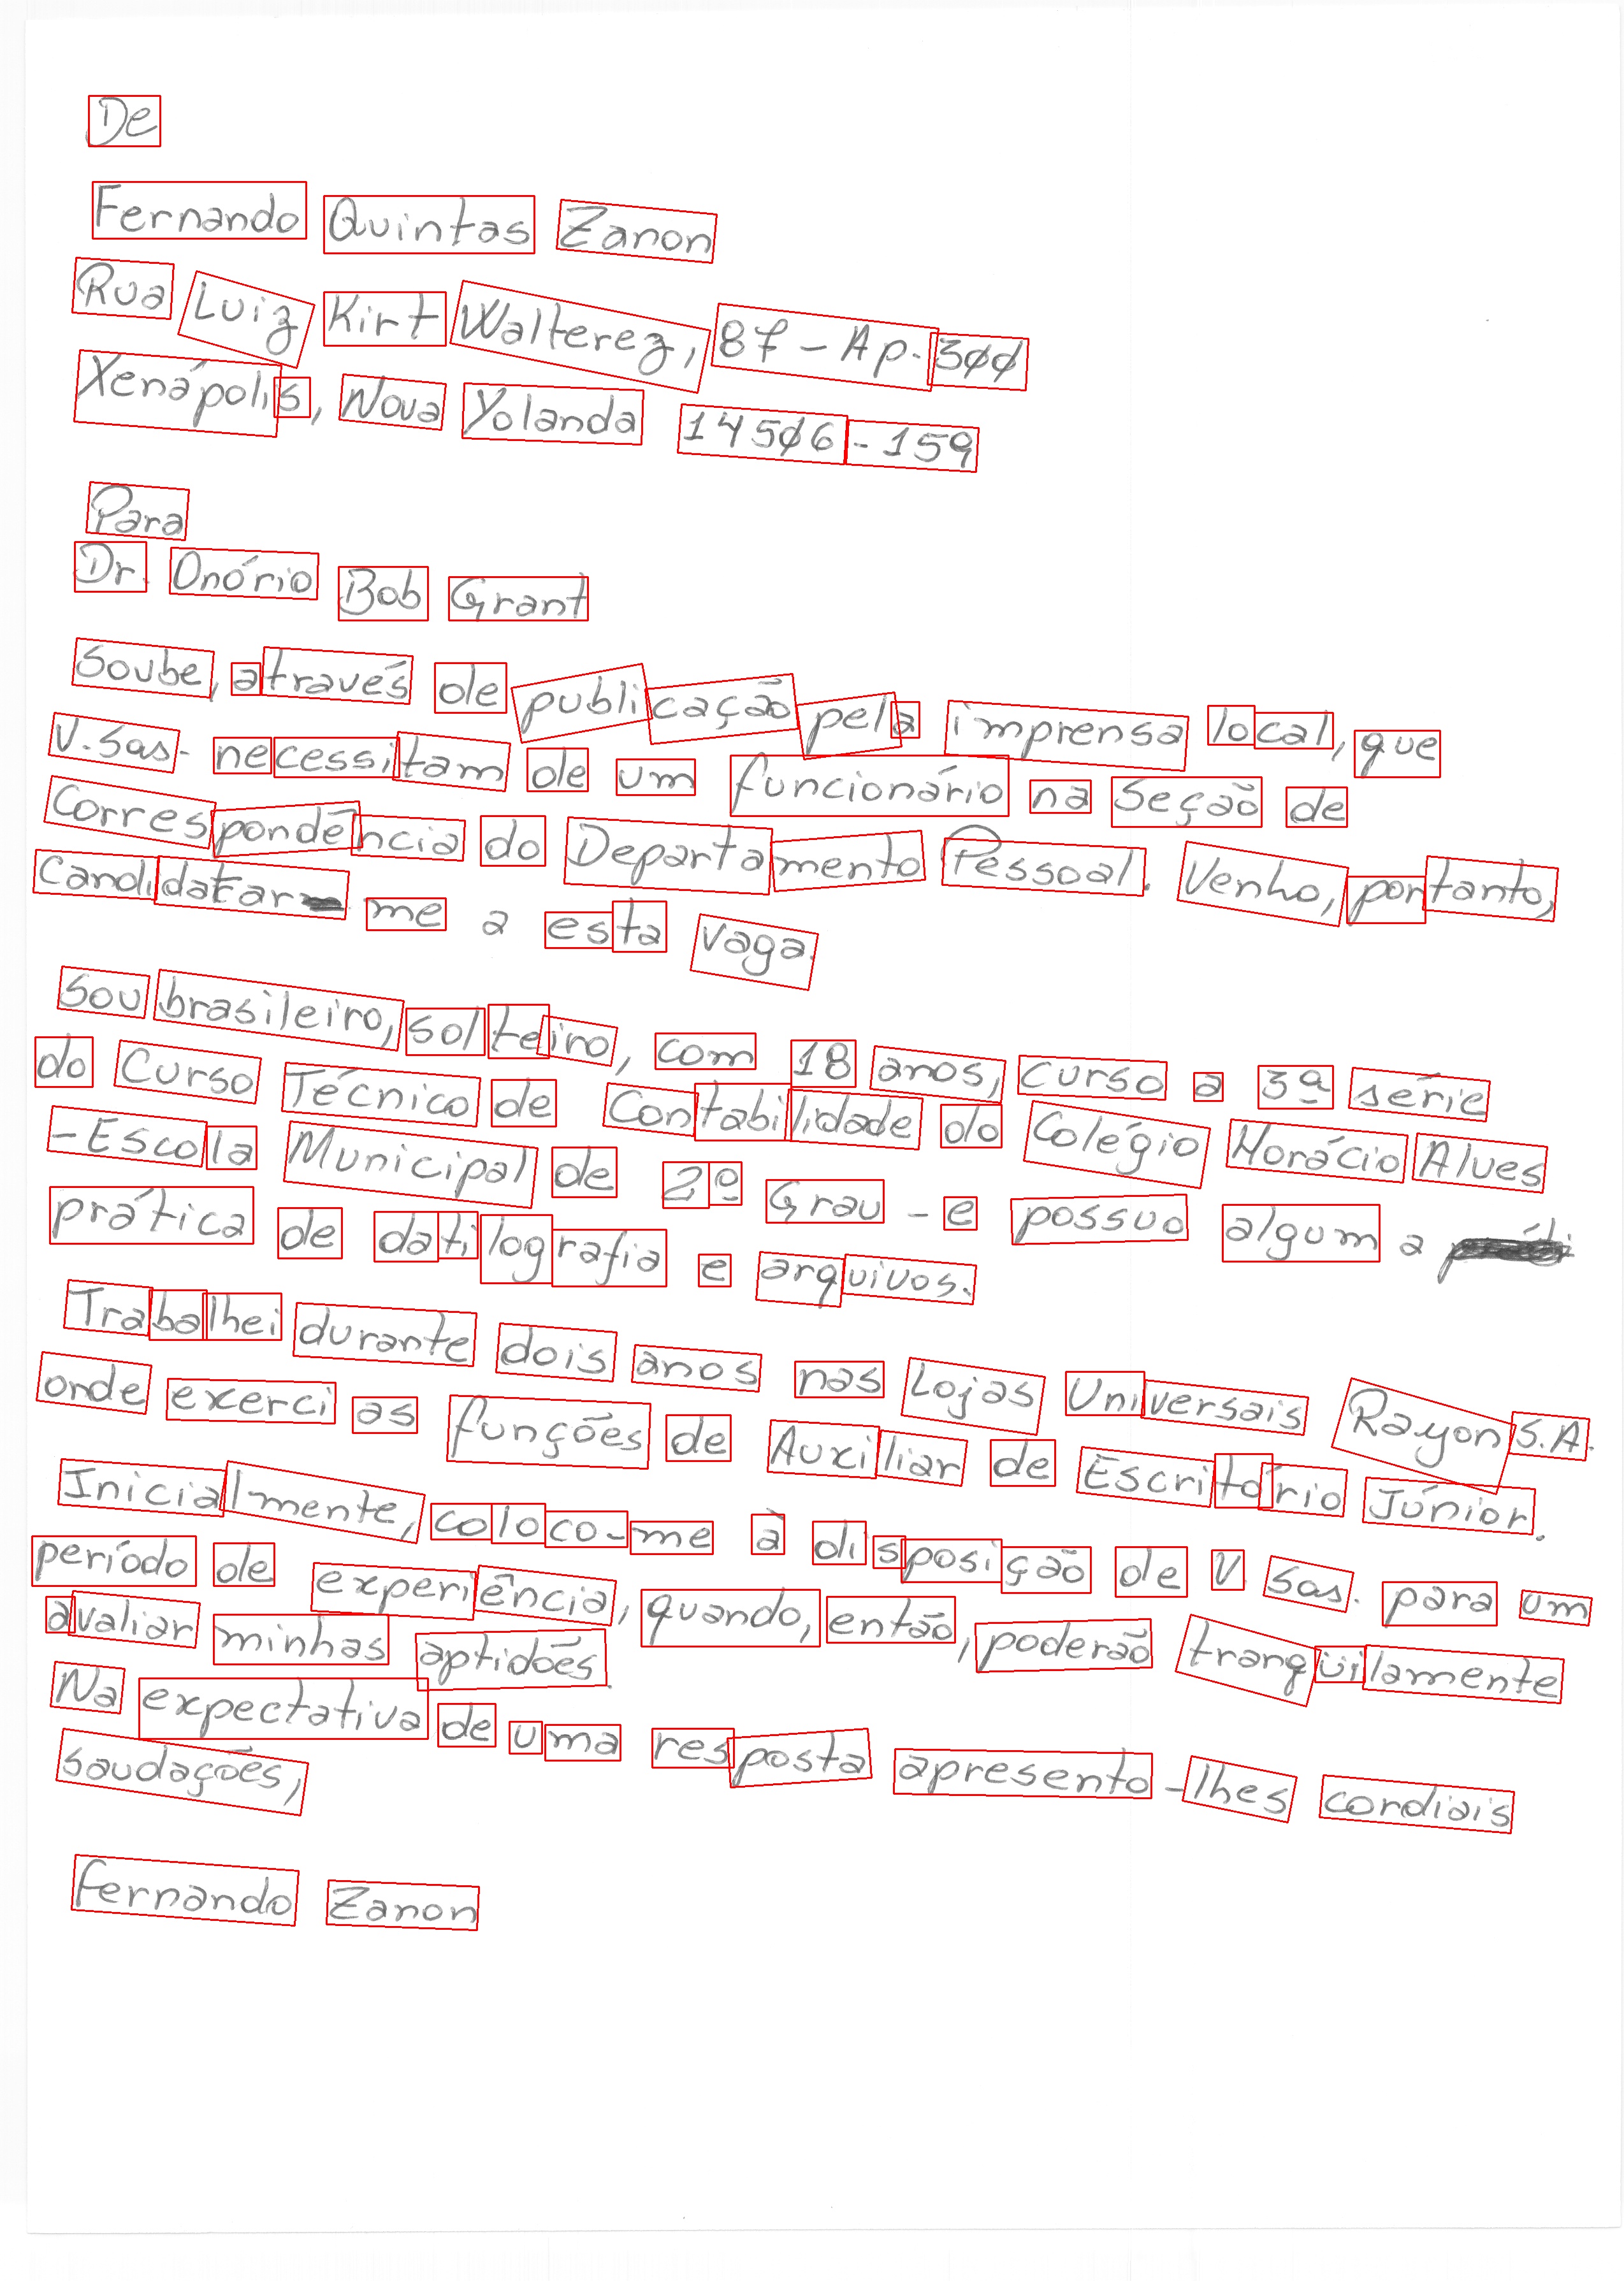 De
Fernando Quintas Zanon
Rua Luiz Kirt Walterez, 87 - Ap. 300
Xenápolis, Nova Yolanda 14506-159
Para
Dr. Onório Bob Grant
Soube, através de publicação pela imprensa local, que
V. Sas. necessitam de um funcionário na Seção de
Correspondência do Departamento Pessoal. Venho, portanto,
Candidatar me a esta vaga.
Sou brasileiro, solteiro, com 18 anos, curso a 3ª série
do Curso Técnico de Contabilidade do Colégio Horácio Alves
- Escola Municipal de 2º Grau - e possuo algum a
prática de datilografia e arquivos.
Trabalhei durante dois anos nas Lojas Universais Rayon S.A.
onde exerci as funções de Auxiliar de Escritório Júnior.
Inicialmente, coloco-me à disposição de V. Sas. para um
período de experiência, quando, então, poderão tranqüilamente
avaliar minhas aptidões.
Na expectativa de uma resposta apresento-lhes cordiais
saudações,
Fernando Zanon